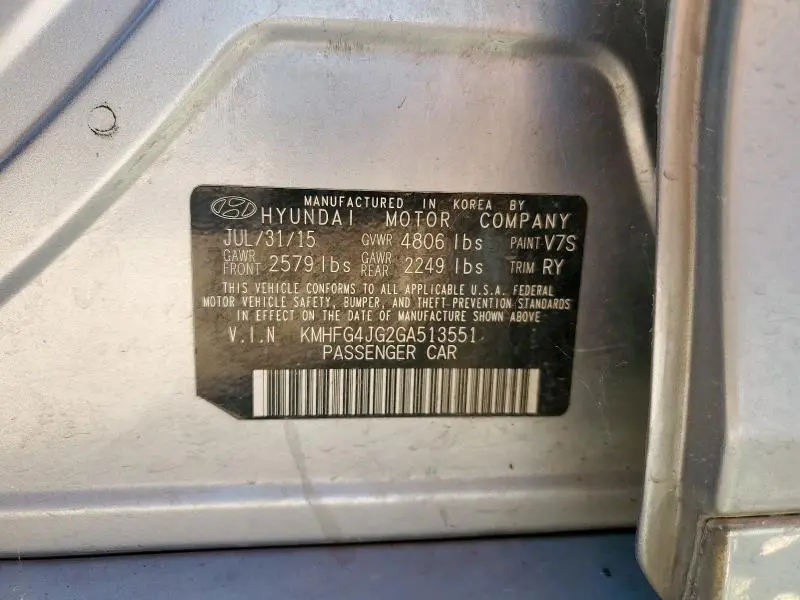 MANUFACTURED IN KOREA BY
HYUNDAI MOTOR COMPANY
JUL/31/15 GVWR 4806 lbs PAINT V7S
GAWR FRONT 2579 lbs GAWR REAR 2249 lbs TRIM RY
THIS VEHICLE CONFORMS TO ALL APPLICABLE U.S.A. FEDERAL
MOTOR VEHICLE SAFETY, BUMPER, AND THEFT PREVENTION STANDARDS
IN EFFECT ON THE DATE OF MANUFACTURE SHOWN ABOVE
V.I.N KMHFG4JG2GA513551
PASSENGER CAR